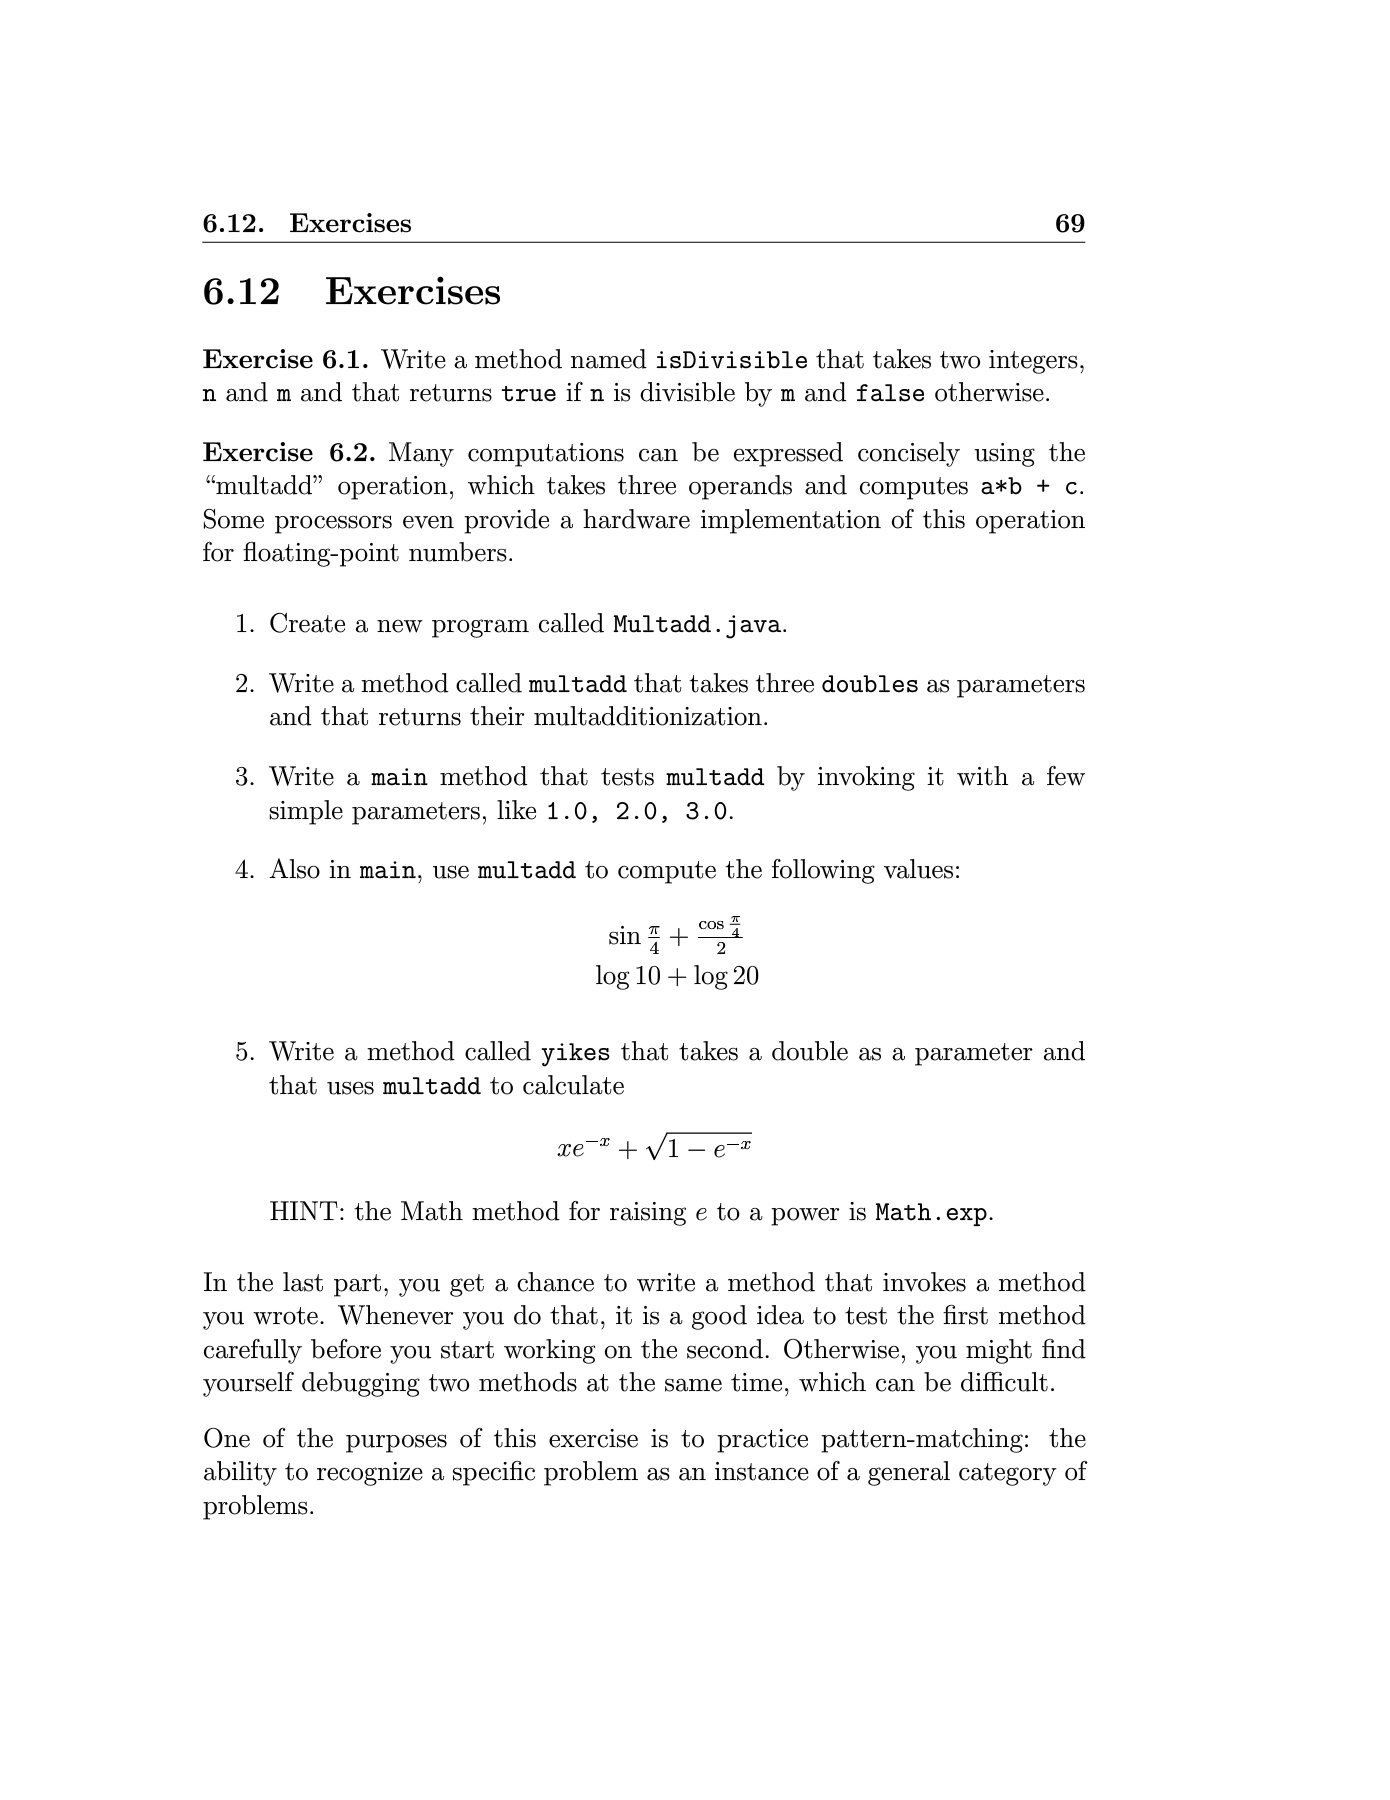 6.12. Exercises 69
6.12 Exercises
Exercise 6.1. Write a method named isDivisible that takes two integers,
n and m and that returns true if n is divisible by m and false otherwise.
Exercise 6.2. Many computations can be expressed concisely using the
“multadd” operation, which takes three operands and computes a*b + c.
Some processors even provide a hardware implementation of this operation
for floating-point numbers.
1. Create a new program called Multadd.java.
2. Write a method called multadd that takes three doubles as parameters
and that returns their multadditionization.
3. Write a main method that tests multadd by invoking it with a few
simple parameters, like 1.0, 2.0, 3.0.
4. Also in main, use multadd to compute the following values:
sin π/4 + (cos π/4)/2
log 10 + log 20
5. Write a method called yikes that takes a double as a parameter and
that uses multadd to calculate
xe^{−x} + √(1 − e^{−x})
HINT: the Math method for raising e to a power is Math.exp.
In the last part, you get a chance to write a method that invokes a method
you wrote. Whenever you do that, it is a good idea to test the first method
carefully before you start working on the second. Otherwise, you might find
yourself debugging two methods at the same time, which can be difficult.
One of the purposes of this exercise is to practice pattern-matching: the
ability to recognize a specific problem as an instance of a general category of
problems.